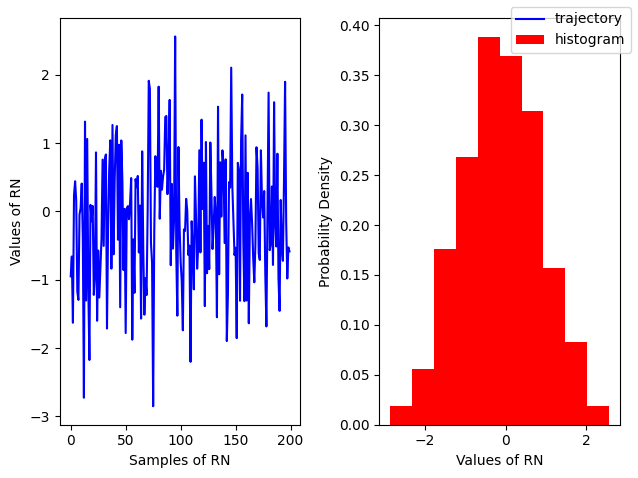 trajectory
histogram
Values of RN
2
1
0
−1
−2
−3
0 50 100 150 200
Samples of RN
Probability Density
0.40
0.35
0.30
0.25
0.20
0.15
0.10
0.05
0.00
−2 0 2
Values of RN